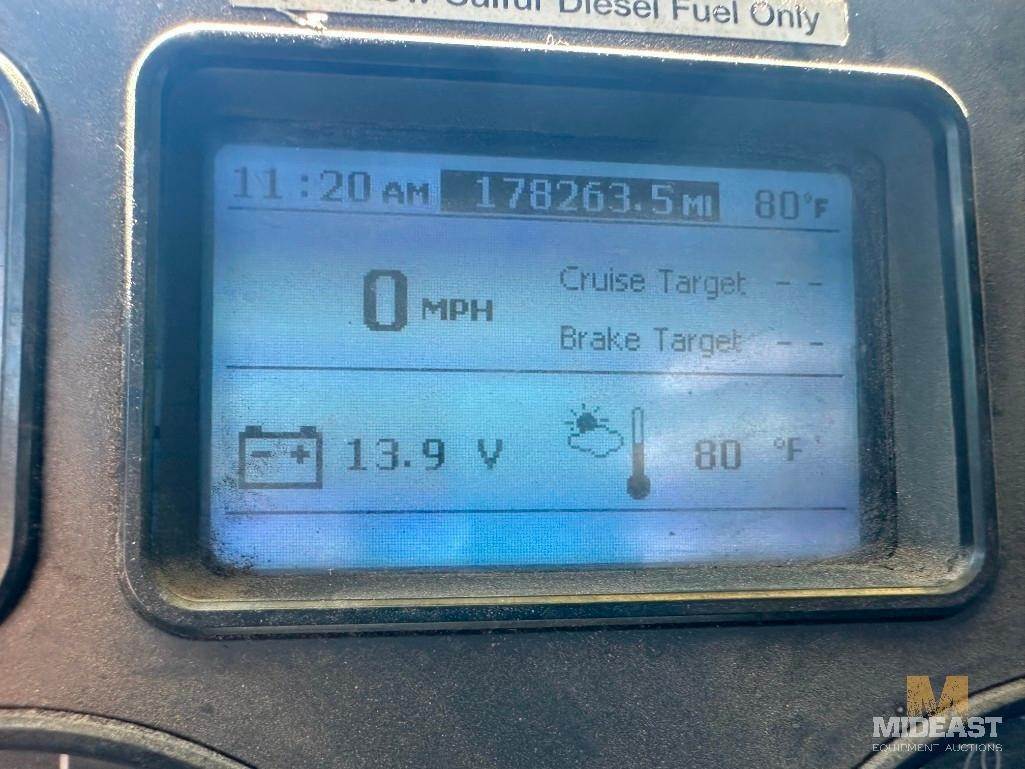 Sulfur Diesel Fuel Only
11:20 AM 178263.5 MI 80°F
0 MPH
Cruise Target - -
Brake Target - -
- +
13.9 V
80 °F
M
MIDEAST
EQUIPMENT AUCTIONS